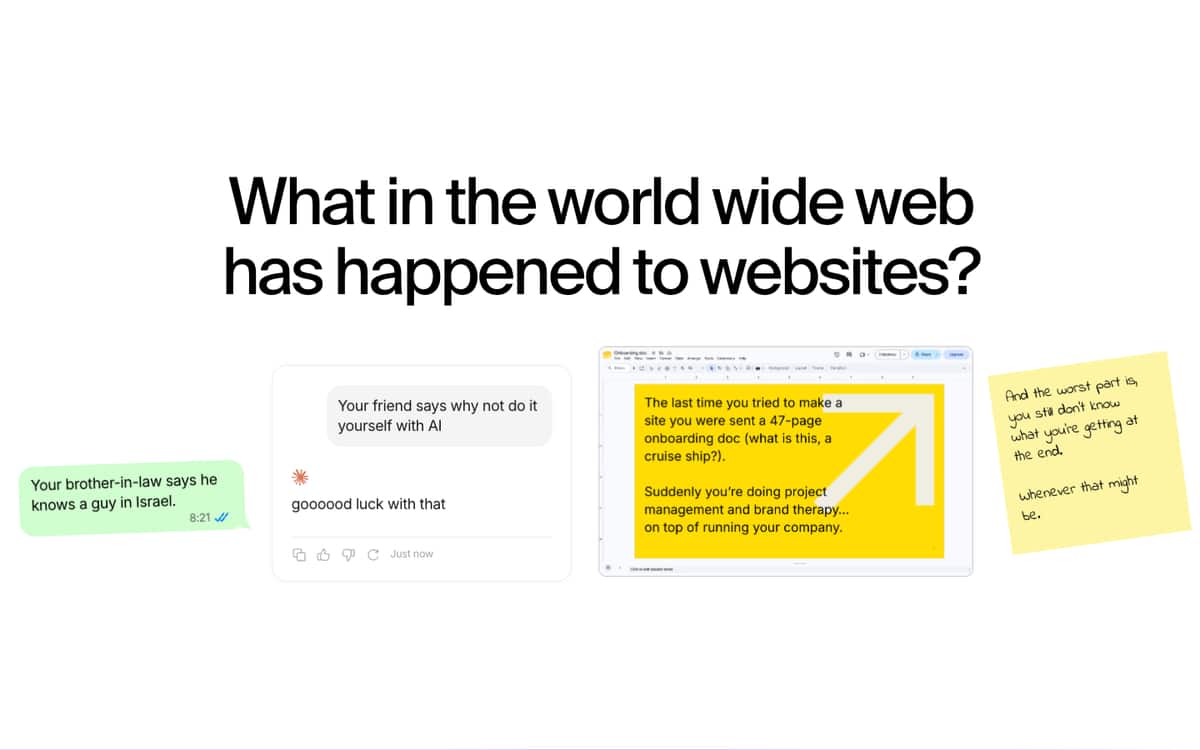 What in the world wide web
has happened to websites?
Your brother-in-law says he
knows a guy in Israel.
8:21
Your friend says why not do it
yourself with AI
goooood luck with that
Just now
Onboarding doc
The last time you tried to make a
site you were sent a 47-page
onboarding doc (what is this, a
cruise ship?).
Suddenly you're doing project
management and brand therapy...
on top of running your company.
And the worst part is,
you still don't know
what you're getting at
the end.
whenever that might
be.